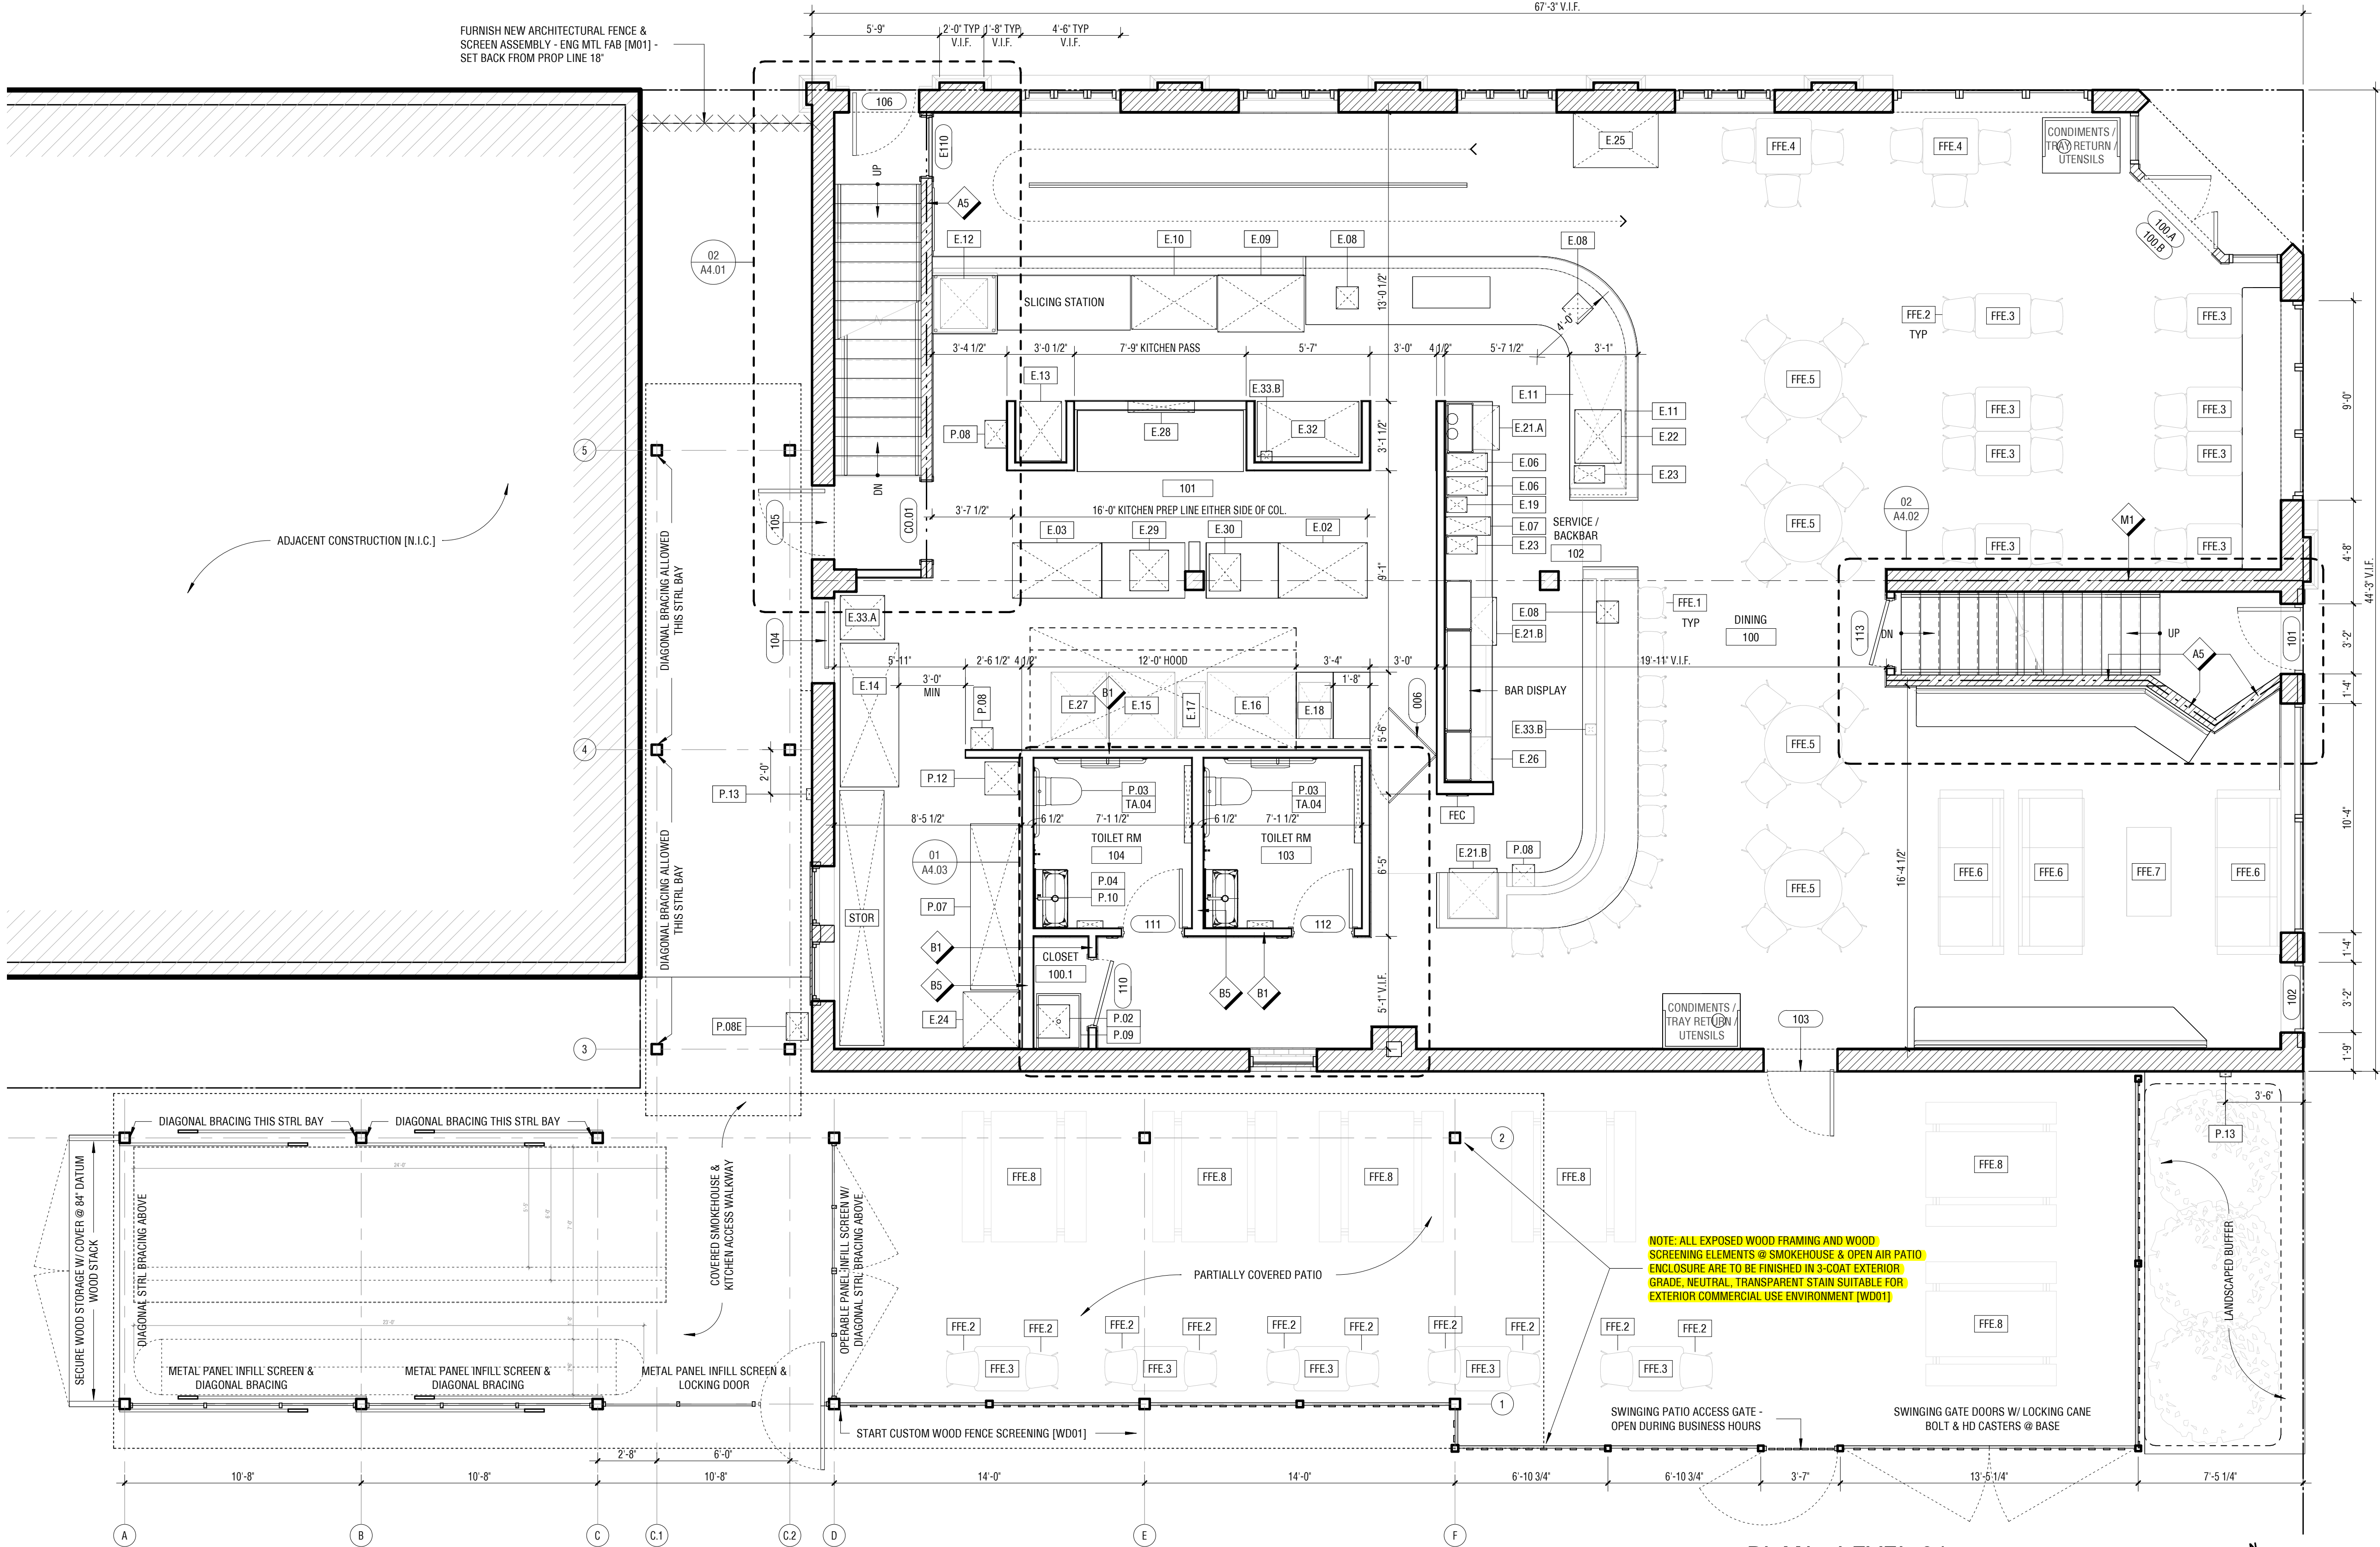 67'-3" V.I.F.
FURNISH NEW ARCHITECTURAL FENCE &
SCREEN ASSEMBLY - ENG MTL FAB [M01] -
SET BACK FROM PROP LINE 18"
5'-9"
2'-0" TYP
V.I.F.
1'-8" TYP
V.I.F.
4'-6" TYP
V.I.F.
106
E110
UP
A5
E.25
FFE.4
FFE.4
CONDIMENTS /
TRAY RETURN /
UTENSILS
100.A
100.B
02
A4.01
E.12
E.10
E.09
E.08
E.08
SLICING STATION
13'-0 1/2"
4'-0"
FFE.2
TYP
FFE.3
FFE.3
3'-4 1/2"
3'-0 1/2"
7'-9" KITCHEN PASS
5'-7"
3'-0"
4 1/2"
5'-7 1/2"
3'-1"
E.13
E.33.B
E.11
E.11
FFE.5
P.08
E.28
E.32
E.21.A
E.22
FFE.3
FFE.3
9'-0"
3'-1 1/2"
5
E.06
E.23
FFE.3
FFE.3
DN
101
E.06
E.19
105
CO.01
3'-7 1/2"
16'-0" KITCHEN PREP LINE EITHER SIDE OF COL.
E.03
E.29
E.30
E.02
E.07
E.23
SERVICE /
BACKBAR
102
FFE.5
02
A4.02
M1
FFE.3
FFE.3
4'-8"
44'-3" V.I.F.
ADJACENT CONSTRUCTION [N.I.C.]
DIAGONAL BRACING ALLOWED
THIS STRL BAY
9'-1"
E.33.A
104
E.08
E.21.B
FFE.1
TYP
DINING
100
113
DN
UP
101
3'-2"
A5
5'-11"
2'-6 1/2"
4 1/2"
12'-0" HOOD
3'-4"
3'-0"
19'-11" V.I.F.
E.14
3'-0"
MIN
P.08
E.27
B1
E.15
E.17
E.16
E.18
1'-8"
006
BAR DISPLAY
1'-4"
E.33.B
5'-6"
FFE.5
4
2'-0"
P.13
P.12
P.03
TA.04
P.03
TA.04
E.26
FEC
8'-5 1/2"
6 1/2"
7'-1 1/2"
6 1/2"
7'-1 1/2"
TOILET RM
104
TOILET RM
103
01
A4.03
E.21.B
P.08
6'-5"
16'-4 1/2"
10'-4"
FFE.6
FFE.6
FFE.7
FFE.6
FFE.5
DIAGONAL BRACING ALLOWED
THIS STRL BAY
STOR
P.07
P.04
P.10
111
112
B1
B5
CLOSET
100.1
110
B5
B1
5'-1" V.I.F.
1'-4"
102
3'-2"
P.08E
E.24
P.02
P.09
CONDIMENTS /
TRAY RETURN /
UTENSILS
103
3
1'-9"
DIAGONAL BRACING THIS STRL BAY
DIAGONAL BRACING THIS STRL BAY
3'-6"
P.13
2
SECURE WOOD STORAGE W/ COVER @ 84" DATUM
WOOD STACK
DIAGONAL STRL BRACING ABOVE
24'-0"
COVERED SMOKEHOUSE &
KITCHEN ACCESS WALKWAY
OPERABLE PANEL INFILL SCREEN W/
DIAGONAL STRL BRACING ABOVE
FFE.8
FFE.8
FFE.8
FFE.8
FFE.8
PARTIALLY COVERED PATIO
NOTE: ALL EXPOSED WOOD FRAMING AND WOOD
SCREENING ELEMENTS @ SMOKEHOUSE & OPEN AIR PATIO
ENCLOSURE ARE TO BE FINISHED IN 3-COAT EXTERIOR
GRADE, NEUTRAL, TRANSPARENT STAIN SUITABLE FOR
EXTERIOR COMMERCIAL USE ENVIRONMENT [WD01]
LANDSCAPED BUFFER
FFE.8
FFE.2
FFE.2
FFE.2
FFE.2
FFE.2
FFE.2
FFE.2
FFE.2
FFE.2
FFE.2
FFE.3
FFE.3
FFE.3
FFE.3
FFE.3
METAL PANEL INFILL SCREEN &
DIAGONAL BRACING
METAL PANEL INFILL SCREEN &
DIAGONAL BRACING
METAL PANEL INFILL SCREEN &
LOCKING DOOR
1
START CUSTOM WOOD FENCE SCREENING [WD01]
SWINGING PATIO ACCESS GATE -
OPEN DURING BUSINESS HOURS
SWINGING GATE DOORS W/ LOCKING CANE
BOLT & HD CASTERS @ BASE
2'-8"
6'-0"
10'-8"
10'-8"
10'-8"
14'-0"
14'-0"
6'-10 3/4"
6'-10 3/4"
3'-7"
13'-5 1/4"
7'-5 1/4"
A
B
C
C.1
C.2
D
E
F